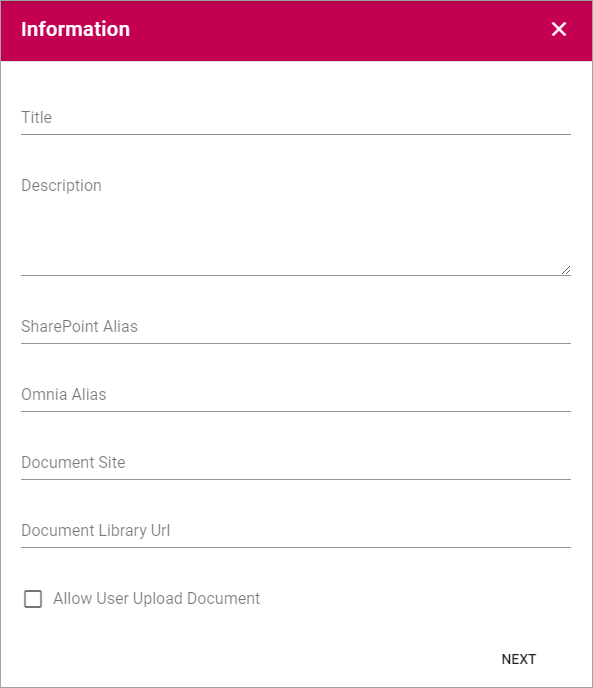 Information
Title
Description
SharePoint Alias
Omnia Alias
Document Site
Document Library Url
Allow User Upload Document
NEXT